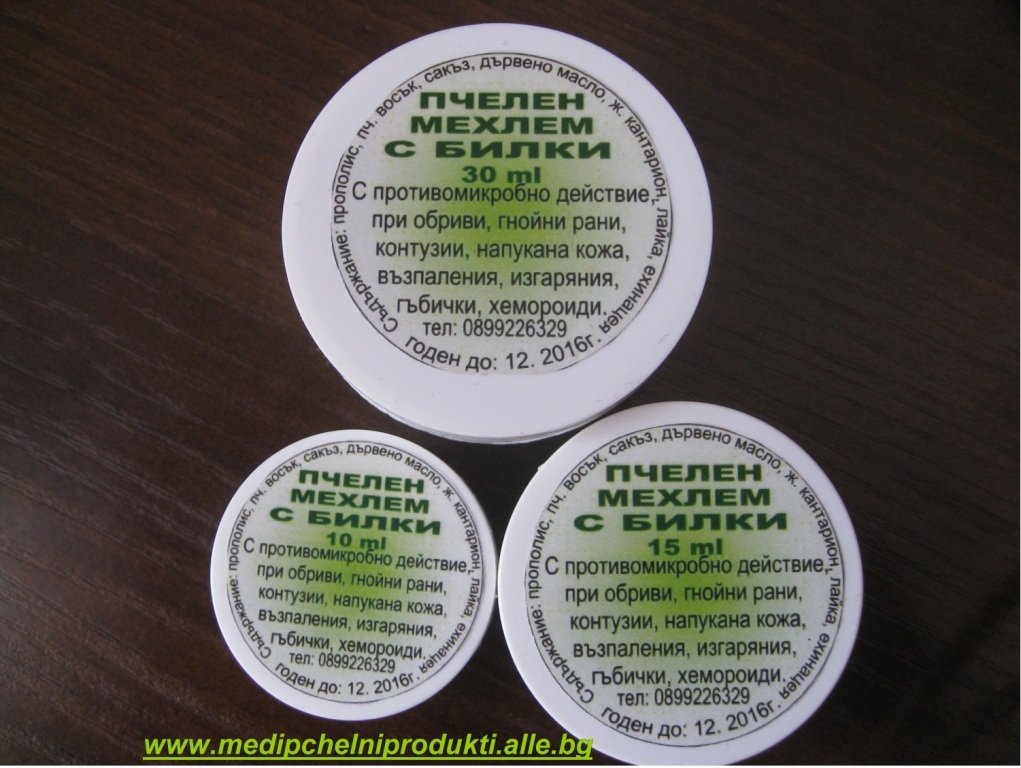 Съдържание: прополис, пч. восък, сакъз, дървено масло, ж. кантарион, лайка, ехинацея
ПЧЕЛЕН
МЕХЛЕМ
С БИЛКИ
30 ml
С противомикробно действие,
при обриви, гнойни рани,
контузии, напукана кожа,
възпаления, изгаряния,
гъбички, хемороиди.
тел: 0899226329
годен до: 12. 2016г.
Съдържание: прополис, пч. восък, сакъз, дървено масло, ж. кантарион, лайка, ехинацея
ПЧЕЛЕН
МЕХЛЕМ
С БИЛКИ
10 ml
С противомикробно действие,
при обриви, гнойни рани,
контузии, напукана кожа,
възпаления, изгаряния,
гъбички, хемороиди.
тел: 0899226329
годен до: 12. 2016г.
Съдържание: прополис, пч. восък, сакъз, дървено масло, ж. кантарион, лайка, ехинацея
ПЧЕЛЕН
МЕХЛЕМ
С БИЛКИ
15 ml
С противомикробно действие,
при обриви, гнойни рани,
контузии, напукана кожа,
възпаления, изгаряния,
гъбички, хемороиди.
тел: 0899226329
годен до: 12. 2016г.
www.medipchelniprodukti.alle.bg